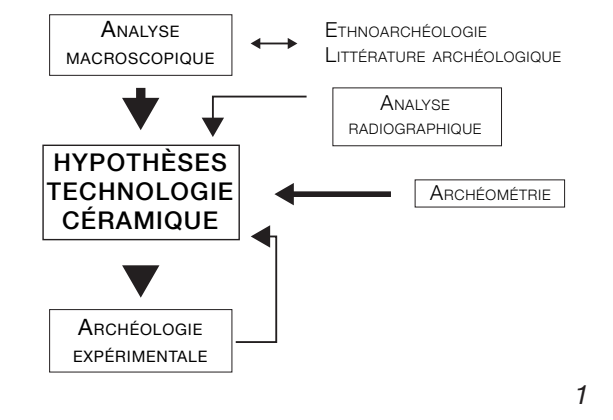 Analyse
macroscopique
Ethnoarchéologie
Littérature archéologique
Analyse
radiographique
HYPOTHÈSES
TECHNOLOGIE
CÉRAMIQUE
Archéométrie
Archéologie
expérimentale
1